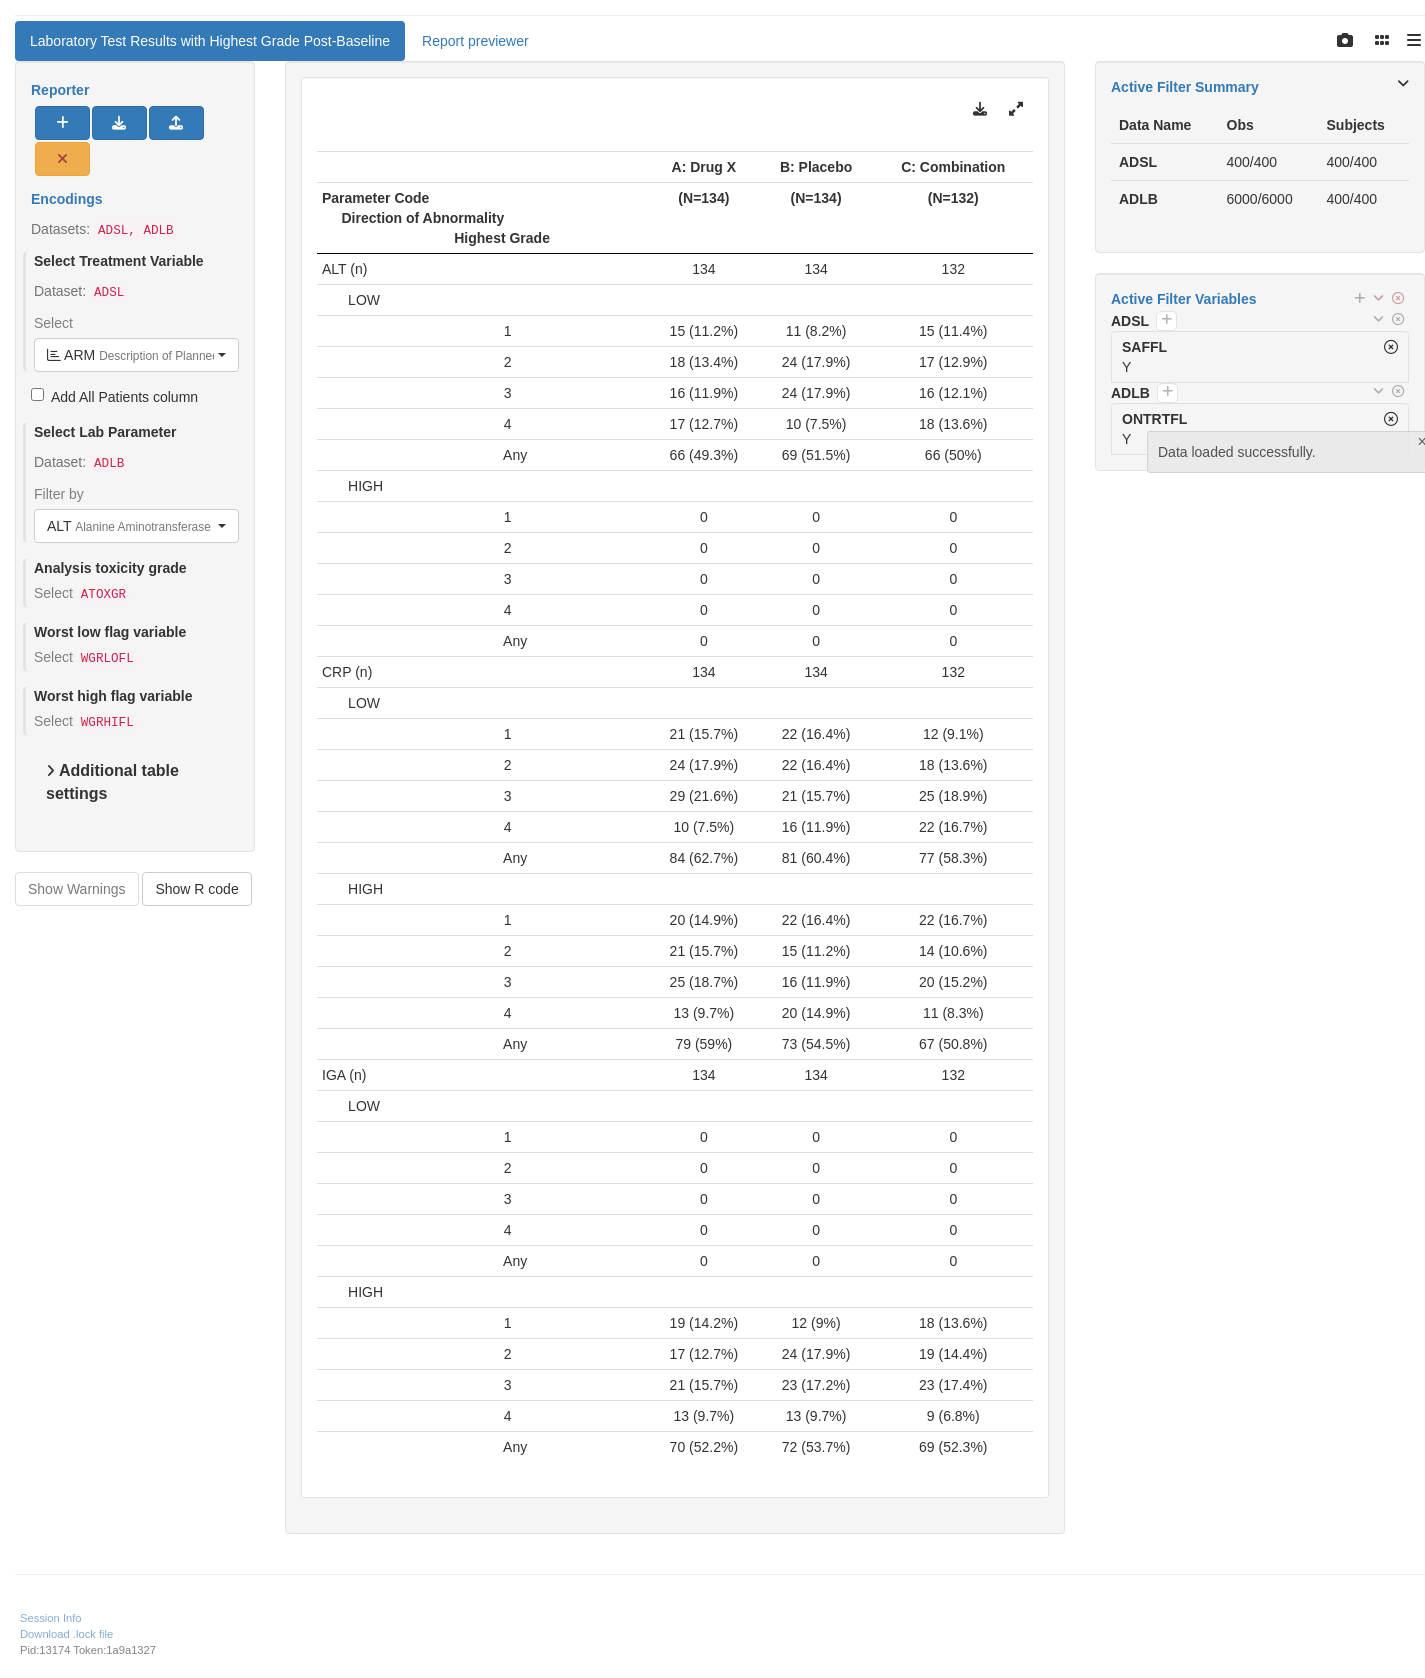 Laboratory Test Results with Highest Grade Post-Baseline Report previewer
Reporter
Encodings
Datasets: ADSL, ADLB
Select Treatment Variable
Dataset: ADSL
Select
ARM Description of Planned
Add All Patients column
Select Lab Parameter
Dataset: ADLB
Filter by
ALT Alanine Aminotransferase
Analysis toxicity grade
Select ATOXGR
Worst low flag variable
Select WGRLOFL
Worst high flag variable
Select WGRHIFL
Additional table
settings
Show Warnings Show R code
A: Drug X B: Placebo C: Combination
Parameter Code (N=134) (N=134) (N=132)
Direction of Abnormality
Highest Grade
ALT (n) 134 134 132
LOW
1 15 (11.2%) 11 (8.2%) 15 (11.4%)
2 18 (13.4%) 24 (17.9%) 17 (12.9%)
3 16 (11.9%) 24 (17.9%) 16 (12.1%)
4 17 (12.7%) 10 (7.5%) 18 (13.6%)
Any 66 (49.3%) 69 (51.5%) 66 (50%)
HIGH
1 0 0 0
2 0 0 0
3 0 0 0
4 0 0 0
Any 0 0 0
CRP (n) 134 134 132
LOW
1 21 (15.7%) 22 (16.4%) 12 (9.1%)
2 24 (17.9%) 22 (16.4%) 18 (13.6%)
3 29 (21.6%) 21 (15.7%) 25 (18.9%)
4 10 (7.5%) 16 (11.9%) 22 (16.7%)
Any 84 (62.7%) 81 (60.4%) 77 (58.3%)
HIGH
1 20 (14.9%) 22 (16.4%) 22 (16.7%)
2 21 (15.7%) 15 (11.2%) 14 (10.6%)
3 25 (18.7%) 16 (11.9%) 20 (15.2%)
4 13 (9.7%) 20 (14.9%) 11 (8.3%)
Any 79 (59%) 73 (54.5%) 67 (50.8%)
IGA (n) 134 134 132
LOW
1 0 0 0
2 0 0 0
3 0 0 0
4 0 0 0
Any 0 0 0
HIGH
1 19 (14.2%) 12 (9%) 18 (13.6%)
2 17 (12.7%) 24 (17.9%) 19 (14.4%)
3 21 (15.7%) 23 (17.2%) 23 (17.4%)
4 13 (9.7%) 13 (9.7%) 9 (6.8%)
Any 70 (52.2%) 72 (53.7%) 69 (52.3%)
Active Filter Summary
Data Name Obs Subjects
ADSL 400/400 400/400
ADLB 6000/6000 400/400
Active Filter Variables
ADSL
SAFFL
Y
ADLB
ONTRTFL
Y
Data loaded successfully.
Session Info
Download .lock file
Pid:13174 Token:1a9a1327